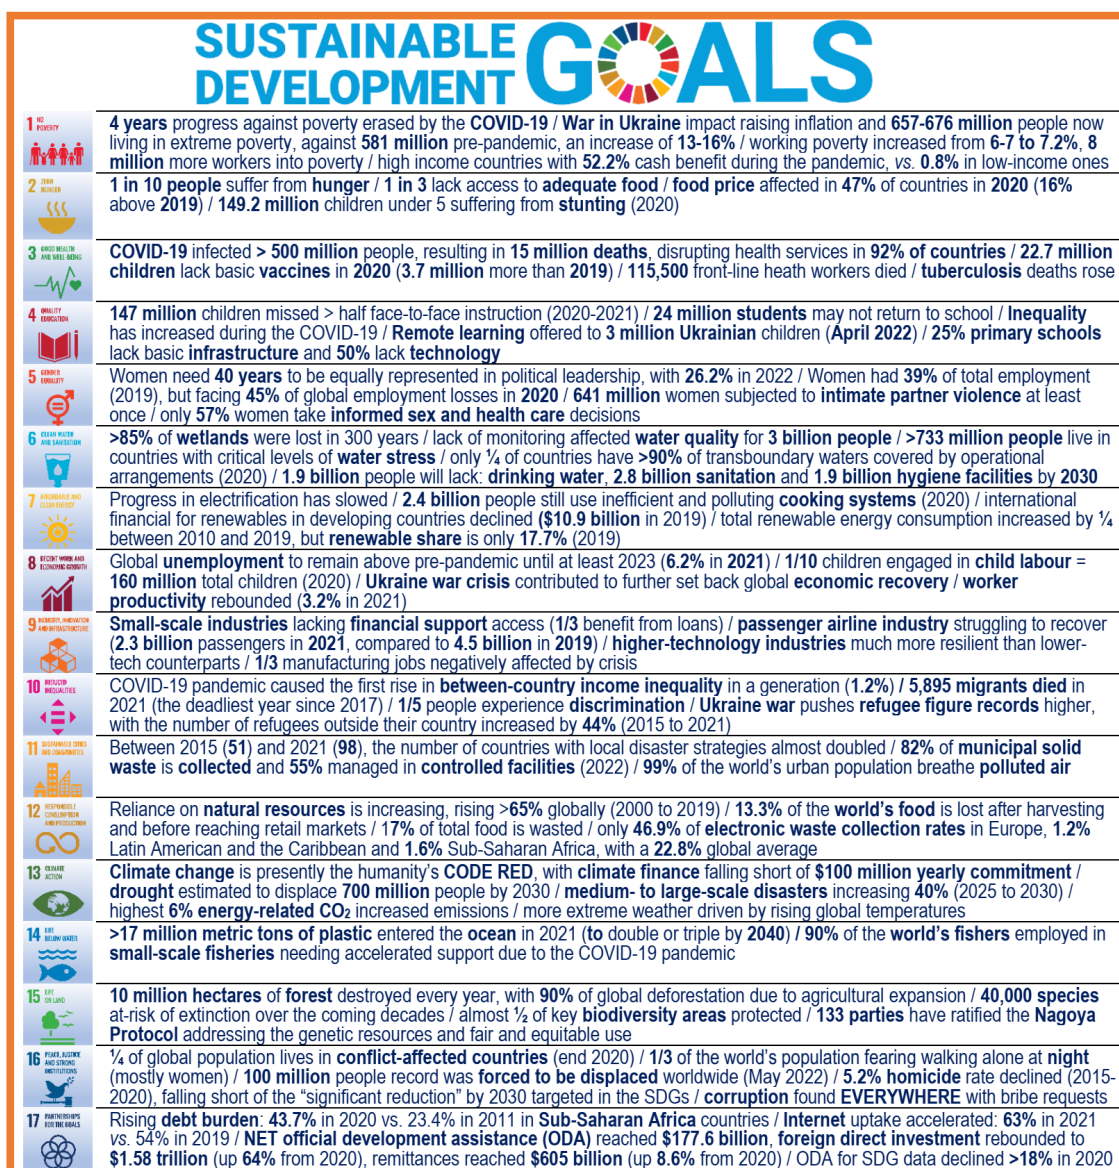 SUSTAINABLE
DEVELOPMENT
GOALS
1 NO
POVERTY
4 years progress against poverty erased by the COVID-19 / War in Ukraine impact raising inflation and 657-676 million people now
living in extreme poverty, against 581 million pre-pandemic, an increase of 13-16% / working poverty increased from 6-7 to 7.2%, 8
million more workers into poverty / high income countries with 52.2% cash benefit during the pandemic, vs. 0.8% in low-income ones
2 ZERO
HUNGER
1 in 10 people suffer from hunger / 1 in 3 lack access to adequate food / food price affected in 47% of countries in 2020 (16%
above 2019) / 149.2 million children under 5 suffering from stunting (2020)
3 GOOD HEALTH
AND WELL-BEING
COVID-19 infected > 500 million people, resulting in 15 million deaths, disrupting health services in 92% of countries / 22.7 million
children lack basic vaccines in 2020 (3.7 million more than 2019) / 115,500 front-line heath workers died / tuberculosis deaths rose
4 QUALITY
EDUCATION
147 million children missed > half face-to-face instruction (2020-2021) / 24 million students may not return to school / Inequality
has increased during the COVID-19 / Remote learning offered to 3 million Ukrainian children (April 2022) / 25% primary schools
lack basic infrastructure and 50% lack technology
5 GENDER
EQUALITY
Women need 40 years to be equally represented in political leadership, with 26.2% in 2022 / Women had 39% of total employment
(2019), but facing 45% of global employment losses in 2020 / 641 million women subjected to intimate partner violence at least
once / only 57% women take informed sex and health care decisions
6 CLEAN WATER
AND SANITATION
>85% of wetlands were lost in 300 years / lack of monitoring affected water quality for 3 billion people / >733 million people live in
countries with critical levels of water stress / only ¼ of countries have >90% of transboundary waters covered by operational
arrangements (2020) / 1.9 billion people will lack: drinking water, 2.8 billion sanitation and 1.9 billion hygiene facilities by 2030
7 AFFORDABLE AND
CLEAN ENERGY
Progress in electrification has slowed / 2.4 billion people still use inefficient and polluting cooking systems (2020) / international
financial for renewables in developing countries declined ($10.9 billion in 2019) / total renewable energy consumption increased by ¼
between 2010 and 2019, but renewable share is only 17.7% (2019)
8 DECENT WORK AND
ECONOMIC GROWTH
Global unemployment to remain above pre-pandemic until at least 2023 (6.2% in 2021) / 1/10 children engaged in child labour =
160 million total children (2020) / Ukraine war crisis contributed to further set back global economic recovery / worker
productivity rebounded (3.2% in 2021)
9 INDUSTRY, INNOVATION
AND INFRASTRUCTURE
Small-scale industries lacking financial support access (1/3 benefit from loans) / passenger airline industry struggling to recover
(2.3 billion passengers in 2021, compared to 4.5 billion in 2019) / higher-technology industries much more resilient than lower-
tech counterparts / 1/3 manufacturing jobs negatively affected by crisis
10 REDUCED
INEQUALITIES
COVID-19 pandemic caused the first rise in between-country income inequality in a generation (1.2%) / 5,895 migrants died in
2021 (the deadliest year since 2017) / 1/5 people experience discrimination / Ukraine war pushes refugee figure records higher,
with the number of refugees outside their country increased by 44% (2015 to 2021)
11 SUSTAINABLE CITIES
AND COMMUNITIES
Between 2015 (51) and 2021 (98), the number of countries with local disaster strategies almost doubled / 82% of municipal solid
waste is collected and 55% managed in controlled facilities (2022) / 99% of the world's urban population breathe polluted air
12 RESPONSIBLE
CONSUMPTION
AND PRODUCTION
Reliance on natural resources is increasing, rising >65% globally (2000 to 2019) / 13.3% of the world's food is lost after harvesting
and before reaching retail markets / 17% of total food is wasted / only 46.9% of electronic waste collection rates in Europe, 1.2%
Latin American and the Caribbean and 1.6% Sub-Saharan Africa, with a 22.8% global average
13 CLIMATE
ACTION
Climate change is presently the humanity's CODE RED, with climate finance falling short of $100 million yearly commitment /
drought estimated to displace 700 million people by 2030 / medium- to large-scale disasters increasing 40% (2025 to 2030) /
highest 6% energy-related CO₂ increased emissions / more extreme weather driven by rising global temperatures
14 LIFE
BELOW WATER
>17 million metric tons of plastic entered the ocean in 2021 (to double or triple by 2040) / 90% of the world's fishers employed in
small-scale fisheries needing accelerated support due to the COVID-19 pandemic
15 LIFE
ON LAND
10 million hectares of forest destroyed every year, with 90% of global deforestation due to agricultural expansion / 40,000 species
at-risk of extinction over the coming decades / almost ½ of key biodiversity areas protected / 133 parties have ratified the Nagoya
Protocol addressing the genetic resources and fair and equitable use
16 PEACE, JUSTICE
AND STRONG
INSTITUTIONS
¼ of global population lives in conflict-affected countries (end 2020) / 1/3 of the world's population fearing walking alone at night
(mostly women) / 100 million people record was forced to be displaced worldwide (May 2022) / 5.2% homicide rate declined (2015-
2020), falling short of the “significant reduction” by 2030 targeted in the SDGs / corruption found EVERYWHERE with bribe requests
17 PARTNERSHIPS
FOR THE GOALS
Rising debt burden: 43.7% in 2020 vs. 23.4% in 2011 in Sub-Saharan Africa countries / Internet uptake accelerated: 63% in 2021
vs. 54% in 2019 / NET official development assistance (ODA) reached $177.6 billion, foreign direct investment rebounded to
$1.58 trillion (up 64% from 2020), remittances reached $605 billion (up 8.6% from 2020) / ODA for SDG data declined >18% in 2020